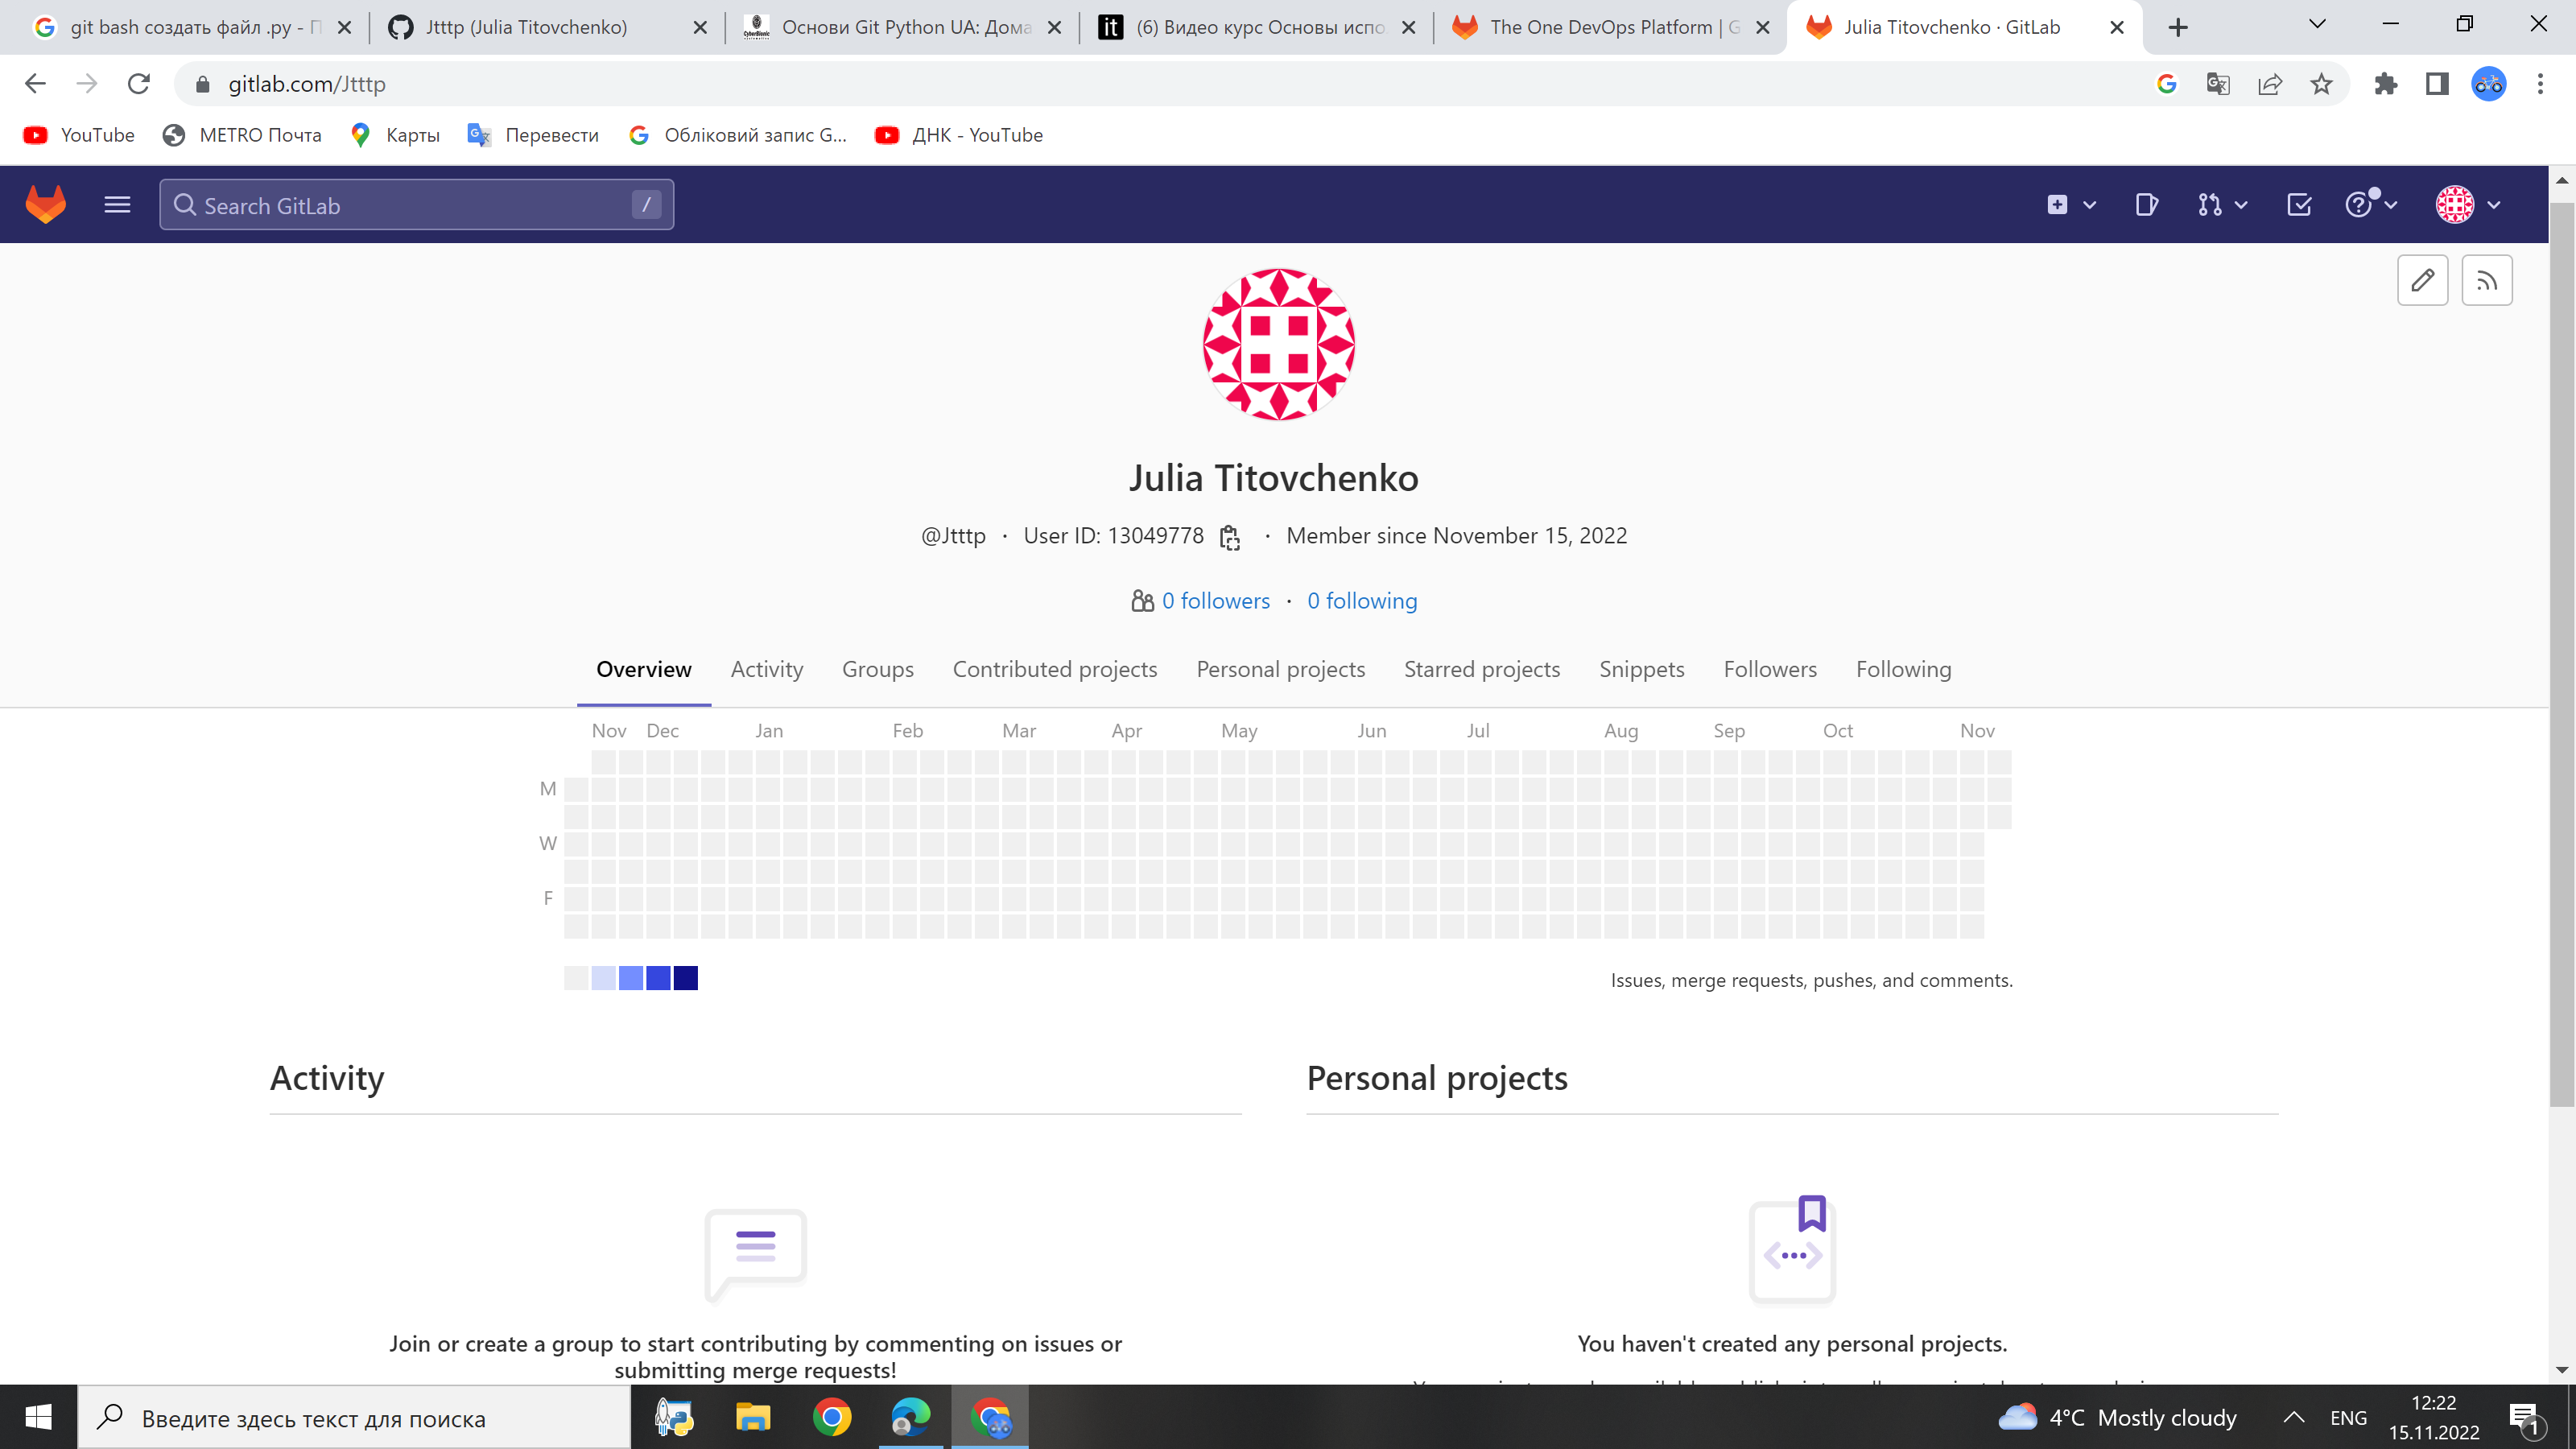 git bash создать файл .py - П
Jtttp (Julia Titovchenko)
Основи Git Python UA: Дома
(6) Видео курс Основы испо
The One DevOps Platform | G
Julia Titovchenko · GitLab
gitlab.com/Jtttp
YouTube
METRO Почта
Карты
Перевести
Обліковий запис G...
ДНК - YouTube
Search GitLab
/
Julia Titovchenko
@Jtttp · User ID: 13049778 · Member since November 15, 2022
0 followers · 0 following
Overview
Activity
Groups
Contributed projects
Personal projects
Starred projects
Snippets
Followers
Following
Nov Dec Jan Feb Mar Apr May Jun Jul Aug Sep Oct Nov
M
W
F
Issues, merge requests, pushes, and comments.
Activity
Personal projects
Join or create a group to start contributing by commenting on issues or
submitting merge requests!
You haven't created any personal projects.
Введите здесь текст для поиска
4°C Mostly cloudy
ENG
12:22
15.11.2022
1